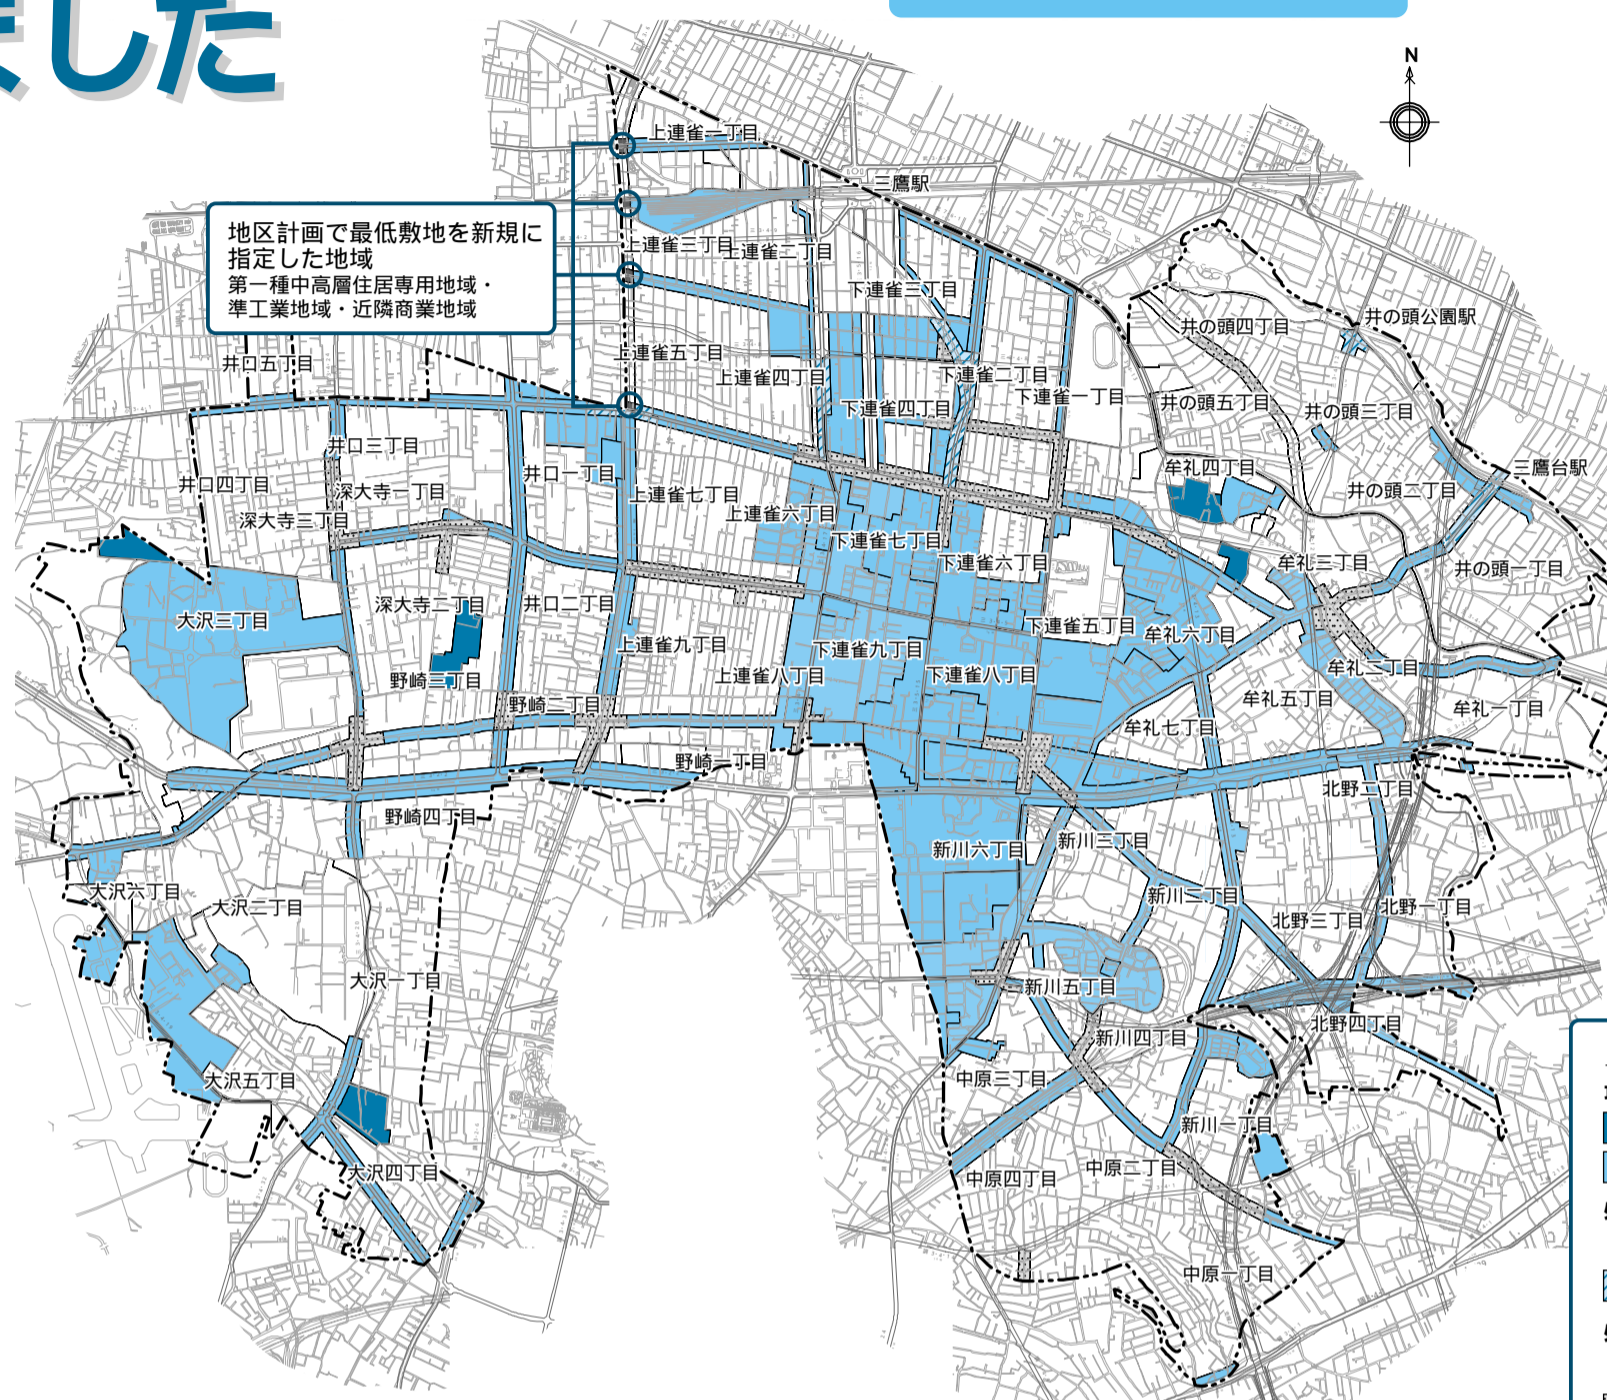 ました
N
上連雀一丁目
三鷹駅
地区計画で最低敷地を新規に
指定した地域
第一種中高層住居専用地域・
準工業地域・近隣商業地域
上連雀三丁目
上連雀二丁目
下連雀三丁目
井の頭公園駅
井の頭四丁目
井口五丁目
上連雀五丁目
上連雀四丁目
下連雀二丁目
下連雀一丁目
下連雀四丁目
井の頭五丁目
井の頭三丁目
井口三丁目
井口一丁目
牟礼四丁目
三鷹台駅
井口四丁目
深大寺一丁目
上連雀七丁目
井の頭二丁目
深大寺三丁目
上連雀六丁目
下連雀七丁目
下連雀六丁目
牟礼三丁目
井の頭一丁目
大沢三丁目
深大寺二丁目
井口二丁目
下連雀五丁目
牟礼六丁目
上連雀九丁目
下連雀九丁目
上連雀八丁目
下連雀八丁目
牟礼二丁目
野崎三丁目
野崎二丁目
牟礼五丁目
牟礼一丁目
牟礼七丁目
野崎一丁目
北野二丁目
野崎四丁目
新川六丁目
新川三丁目
大沢六丁目
大沢二丁目
新川二丁目
北野三丁目
北野一丁目
大沢一丁目
新川五丁目
北野四丁目
新川四丁目
大沢五丁目
中原三丁目
新川一丁目
大沢四丁目
中原四丁目
中原二丁目
中原一丁目